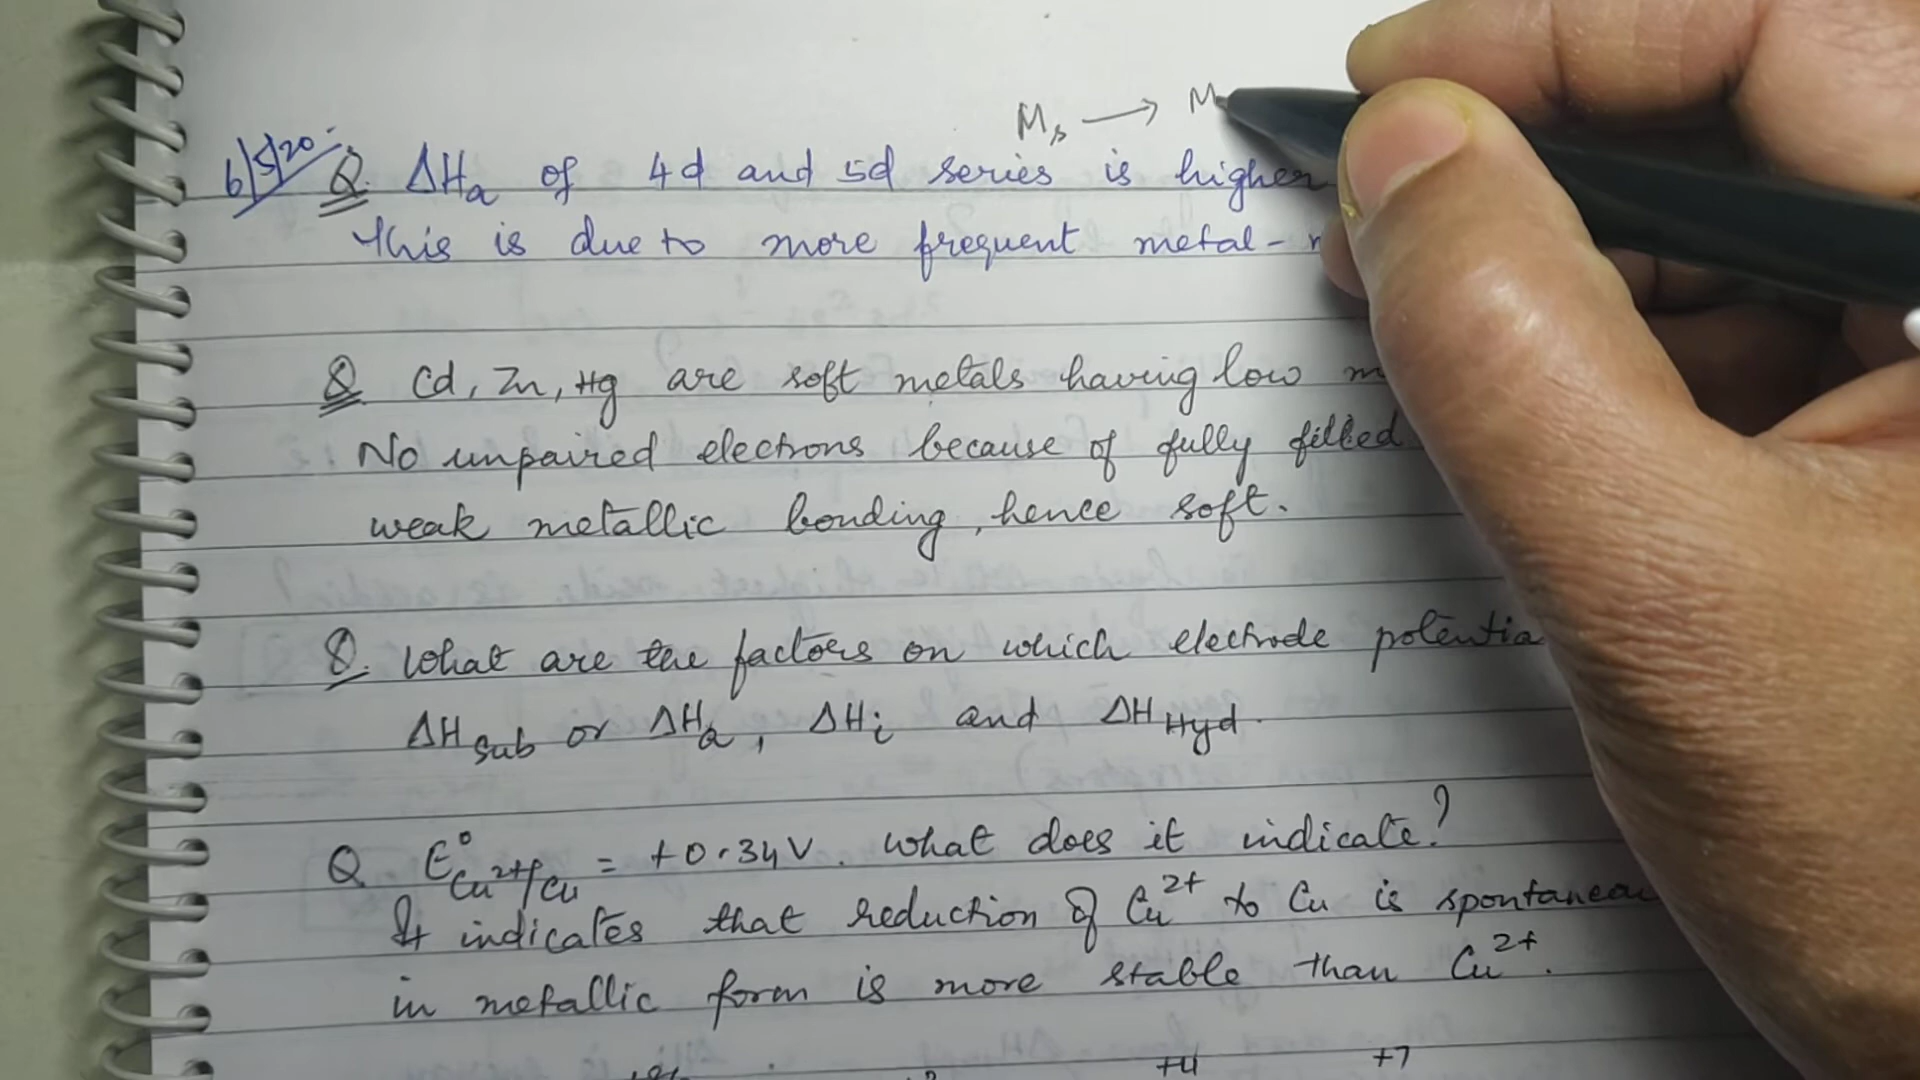 Ms → M
6/5/20 Q. ΔHa of 4d and 5d series is higher
this is due to more frequent metal-
Q Cd, Zn, Hg are soft metals having low
No unpaired electrons because of fully filled
weak metallic bonding, hence soft.
Q. What are the factors on which electrode potentia
ΔHsub or ΔHa, ΔHi and ΔHHyd.
Q E°Cu²⁺/Cu = +0.34V. What does it indicate?
It indicates that reduction of Cu²⁺ to Cu is spontaneou
in metallic form is more stable than Cu²⁺.
+4 +7